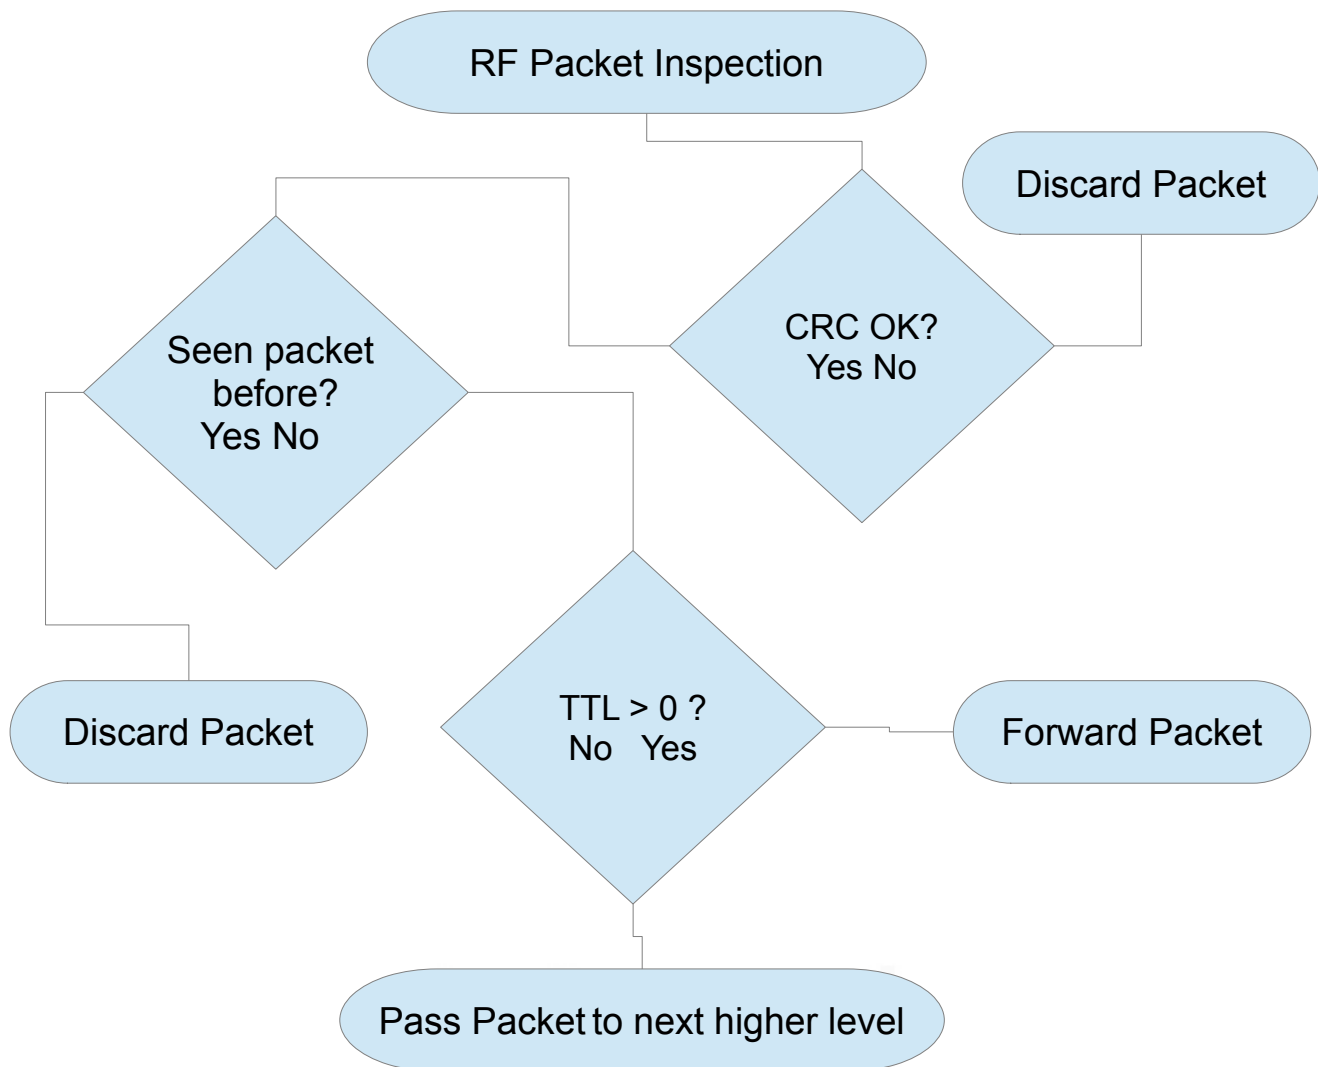 RF Packet Inspection
Discard Packet
CRC OK?
Yes No
Seen packet
before?
Yes No
TTL > 0 ?
No Yes
Discard Packet
Forward Packet
Pass Packet to next higher level